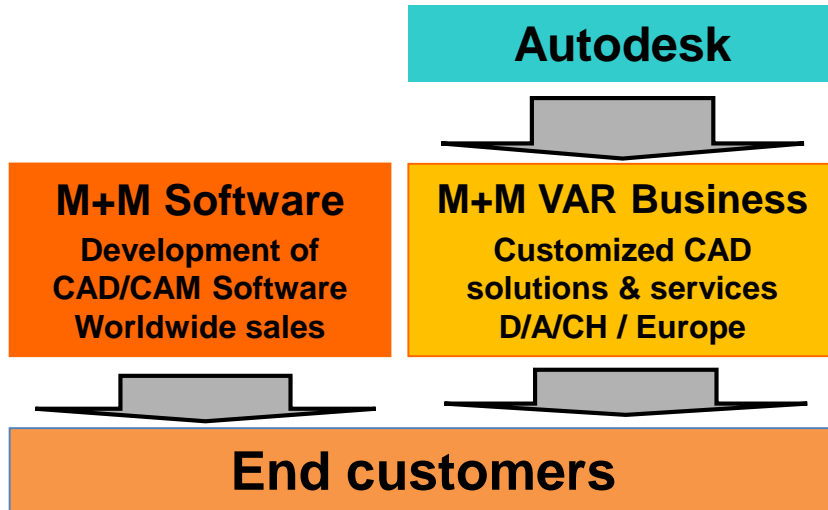 Autodesk
M+M Software
Development of
CAD/CAM Software
Worldwide sales
M+M VAR Business
Customized CAD
solutions & services
D/A/CH / Europe
End customers